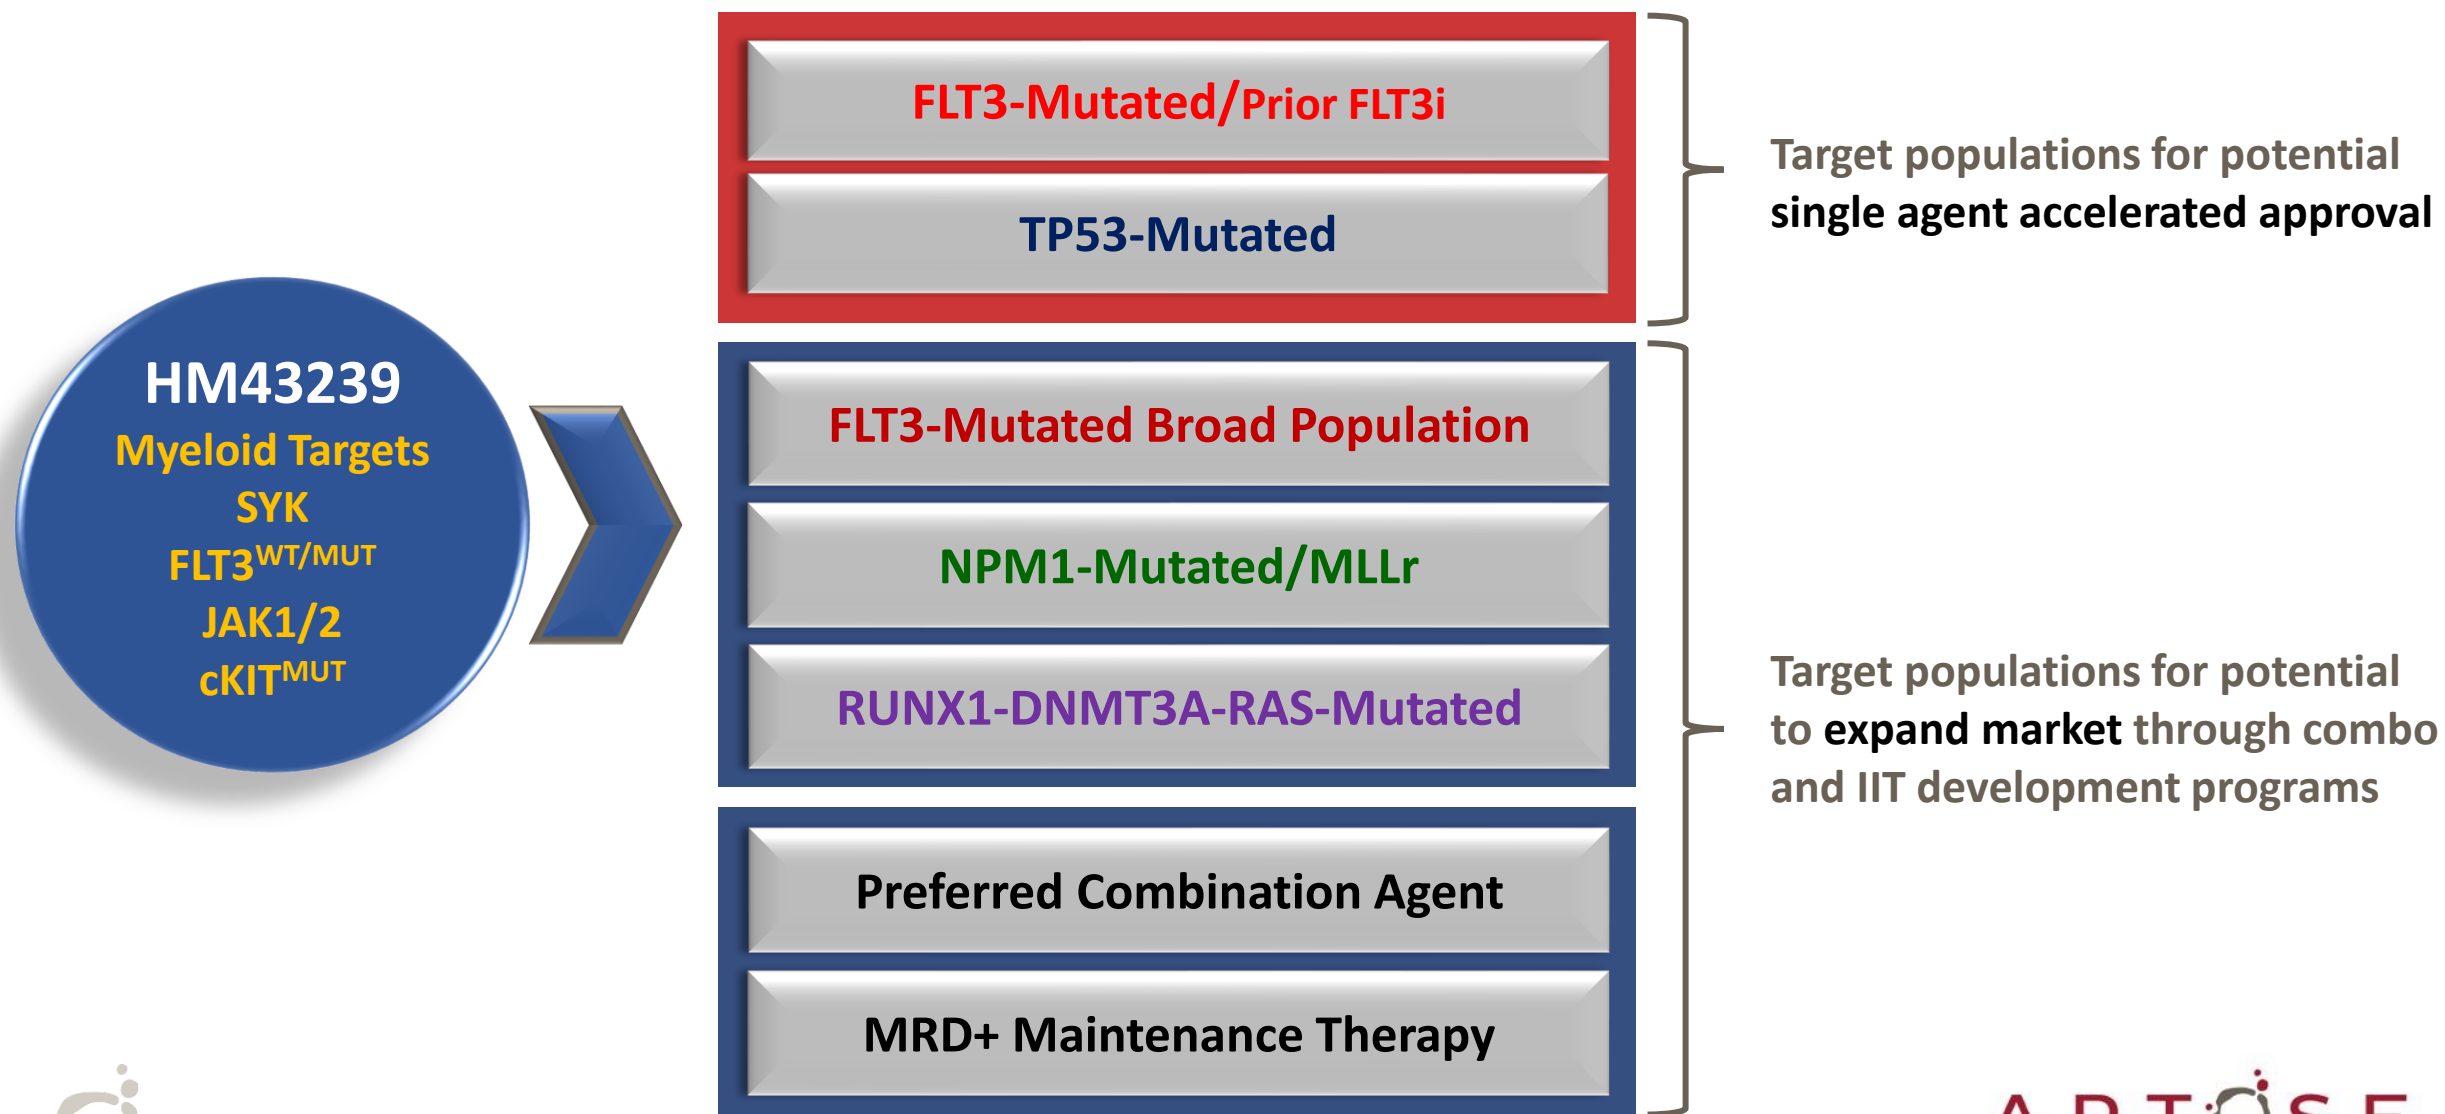 HM43239
Myeloid Targets
SYK
FLT3WT/MUT
JAK1/2
cKITMUT
FLT3-Mutated/Prior FLT3i
TP53-Mutated
Target populations for potential
single agent accelerated approval
FLT3-Mutated Broad Population
NPM1-Mutated/MLLr
RUNX1-DNMT3A-RAS-Mutated
Preferred Combination Agent
MRD+ Maintenance Therapy
Target populations for potential
to expand market through combo
and IIT development programs
APTOSE